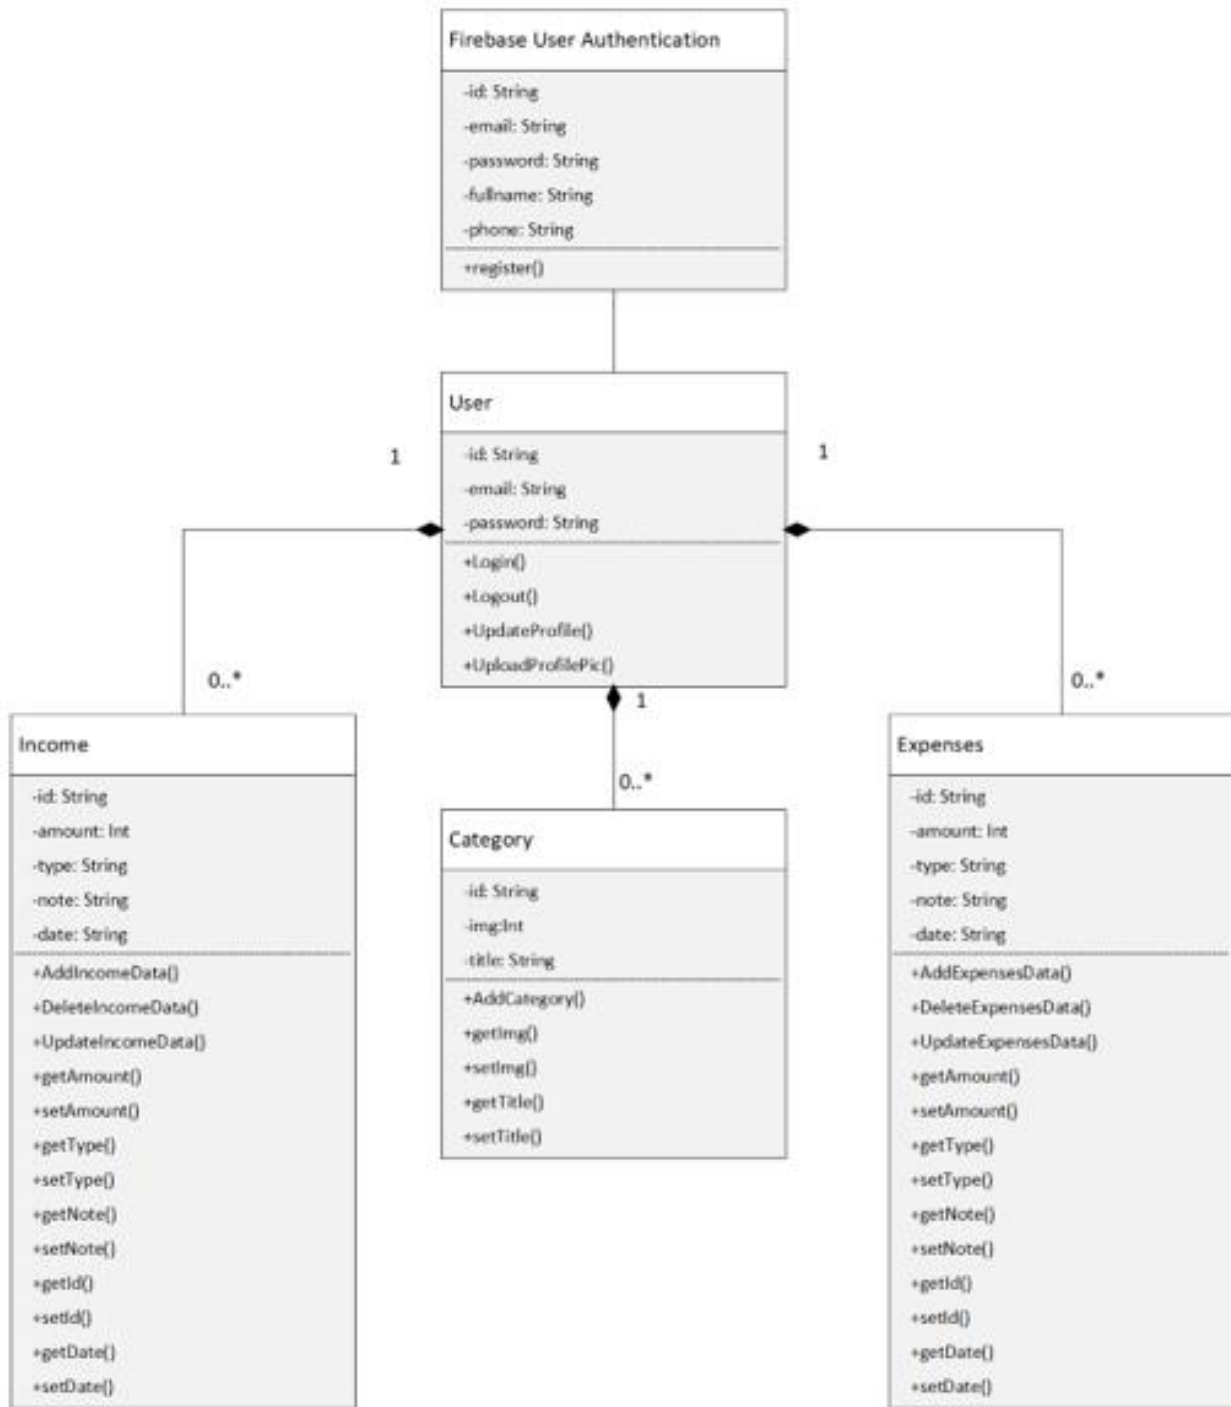 Firebase User Authentication
-id: String
-email: String
-password: String
-fullname: String
-phone: String
+register()
User
-id: String
-email: String
-password: String
+Login()
+Logout()
+UpdateProfile()
+UploadProfilePic()
1
1
1
0..*
0..*
0..*
Income
-id: String
-amount: Int
-type: String
-note: String
-date: String
+AddIncomeData()
+DeleteIncomeData()
+UpdateIncomeData()
+getAmount()
+setAmount()
+getType()
+setType()
+getNote()
+setNote()
+getId()
+setId()
+getDate()
+setDate()
Category
-id: String
-img:Int
-title: String
+AddCategory()
+getImg()
+setImg()
+getTitle()
+setTitle()
Expenses
-id: String
-amount: Int
-type: String
-note: String
-date: String
+AddExpensesData()
+DeleteExpensesData()
+UpdateExpensesData()
+getAmount()
+setAmount()
+getType()
+setType()
+getNote()
+setNote()
+getId()
+setId()
+getDate()
+setDate()